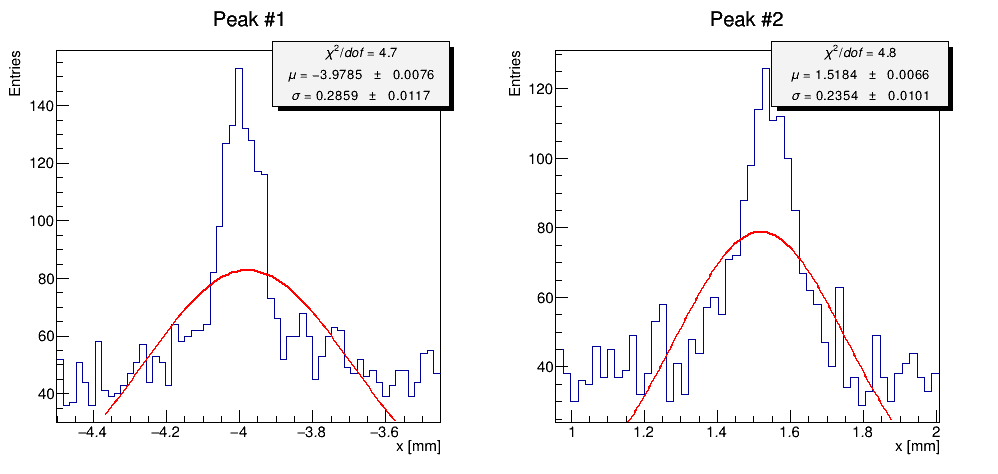 Peak #1
Entries
χ²/dof = 4.7
μ = −3.9785 ± 0.0076
σ = 0.2859 ± 0.0117
140
120
100
80
60
40
−4.4 −4.2 −4 −3.8 −3.6
x [mm]
Peak #2
Entries
χ²/dof = 4.8
μ = 1.5184 ± 0.0066
σ = 0.2354 ± 0.0101
120
100
80
60
40
1 1.2 1.4 1.6 1.8 2
x [mm]